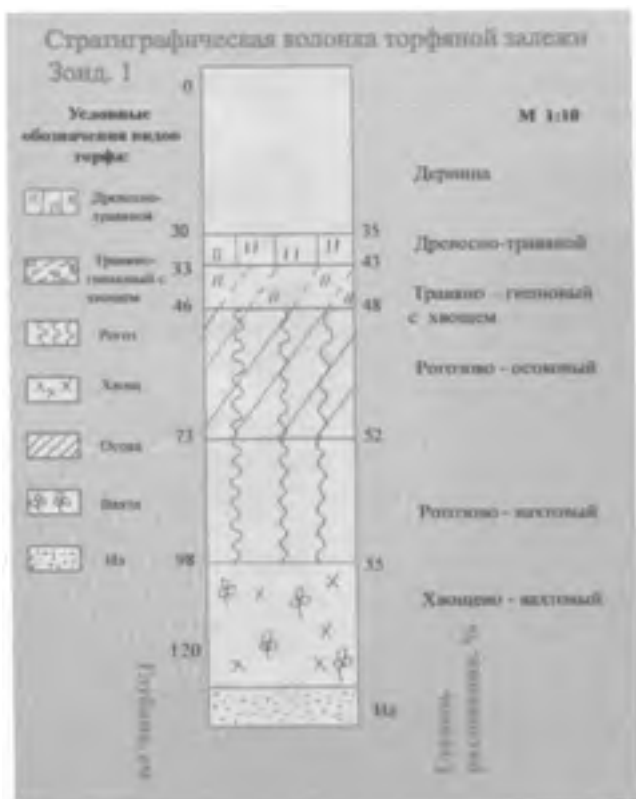 Стратиграфическая колонка торфяной залежи
Зонд. 1
Условные
обозначения видов
торфа:
Древесно-
травяной
Травяно-
гипновый с
хвощем
Рогоз
Хвощ
Осока
Вахта
Ил
0
30
33
46
73
98
120
Глубина, см
35
43
48
52
55
М 1:10
Дернина
Древесно-травяной
Травяно - гипновый
с хвощем
Рогозово - осоковый
Рогозово - вахтовый
Хвощево - вахтовый
Ил
Степень
разложения, %